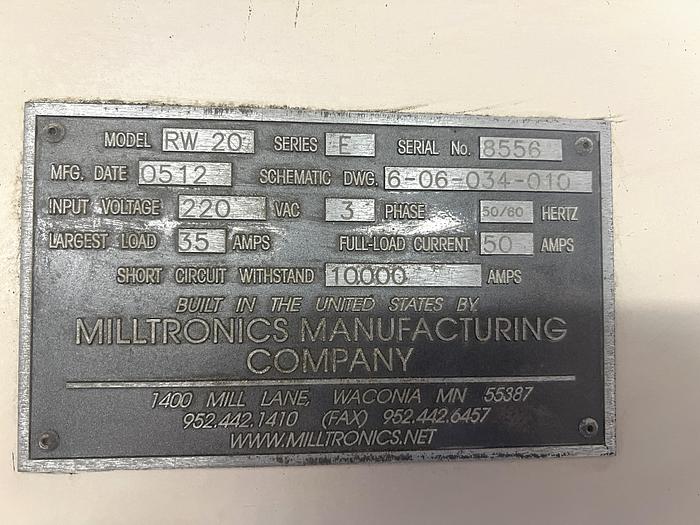 MODEL RW 20 SERIES E SERIAL No. 8556
MFG. DATE 0512 SCHEMATIC DWG. 6-06-034-010
INPUT VOLTAGE 220 VAC 3 PHASE 50/60 HERTZ
LARGEST LOAD 35 AMPS FULL-LOAD CURRENT 50 AMPS
SHORT CIRCUIT WITHSTAND 10000 AMPS
BUILT IN THE UNITED STATES BY
MILLTRONICS MANUFACTURING
COMPANY
1400 MILL LANE, WACONIA MN 55387
952.442.1410 (FAX) 952.442.6457
WWW.MILLTRONICS.NET